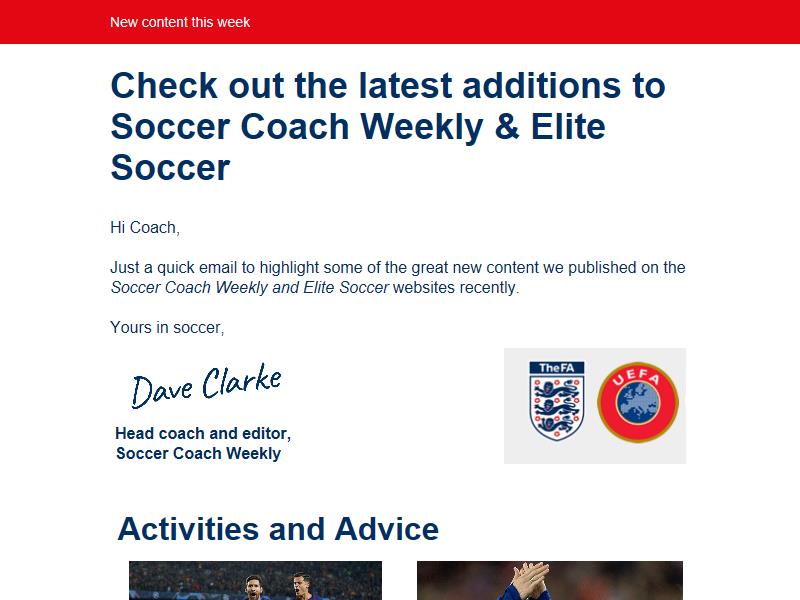 New content this week
Check out the latest additions to
Soccer Coach Weekly & Elite
Soccer
Hi Coach,
Just a quick email to highlight some of the great new content we published on the
Soccer Coach Weekly and Elite Soccer websites recently.
Yours in soccer,
Dave Clarke
TheFA
UEFA
Head coach and editor,
Soccer Coach Weekly
Activities and Advice